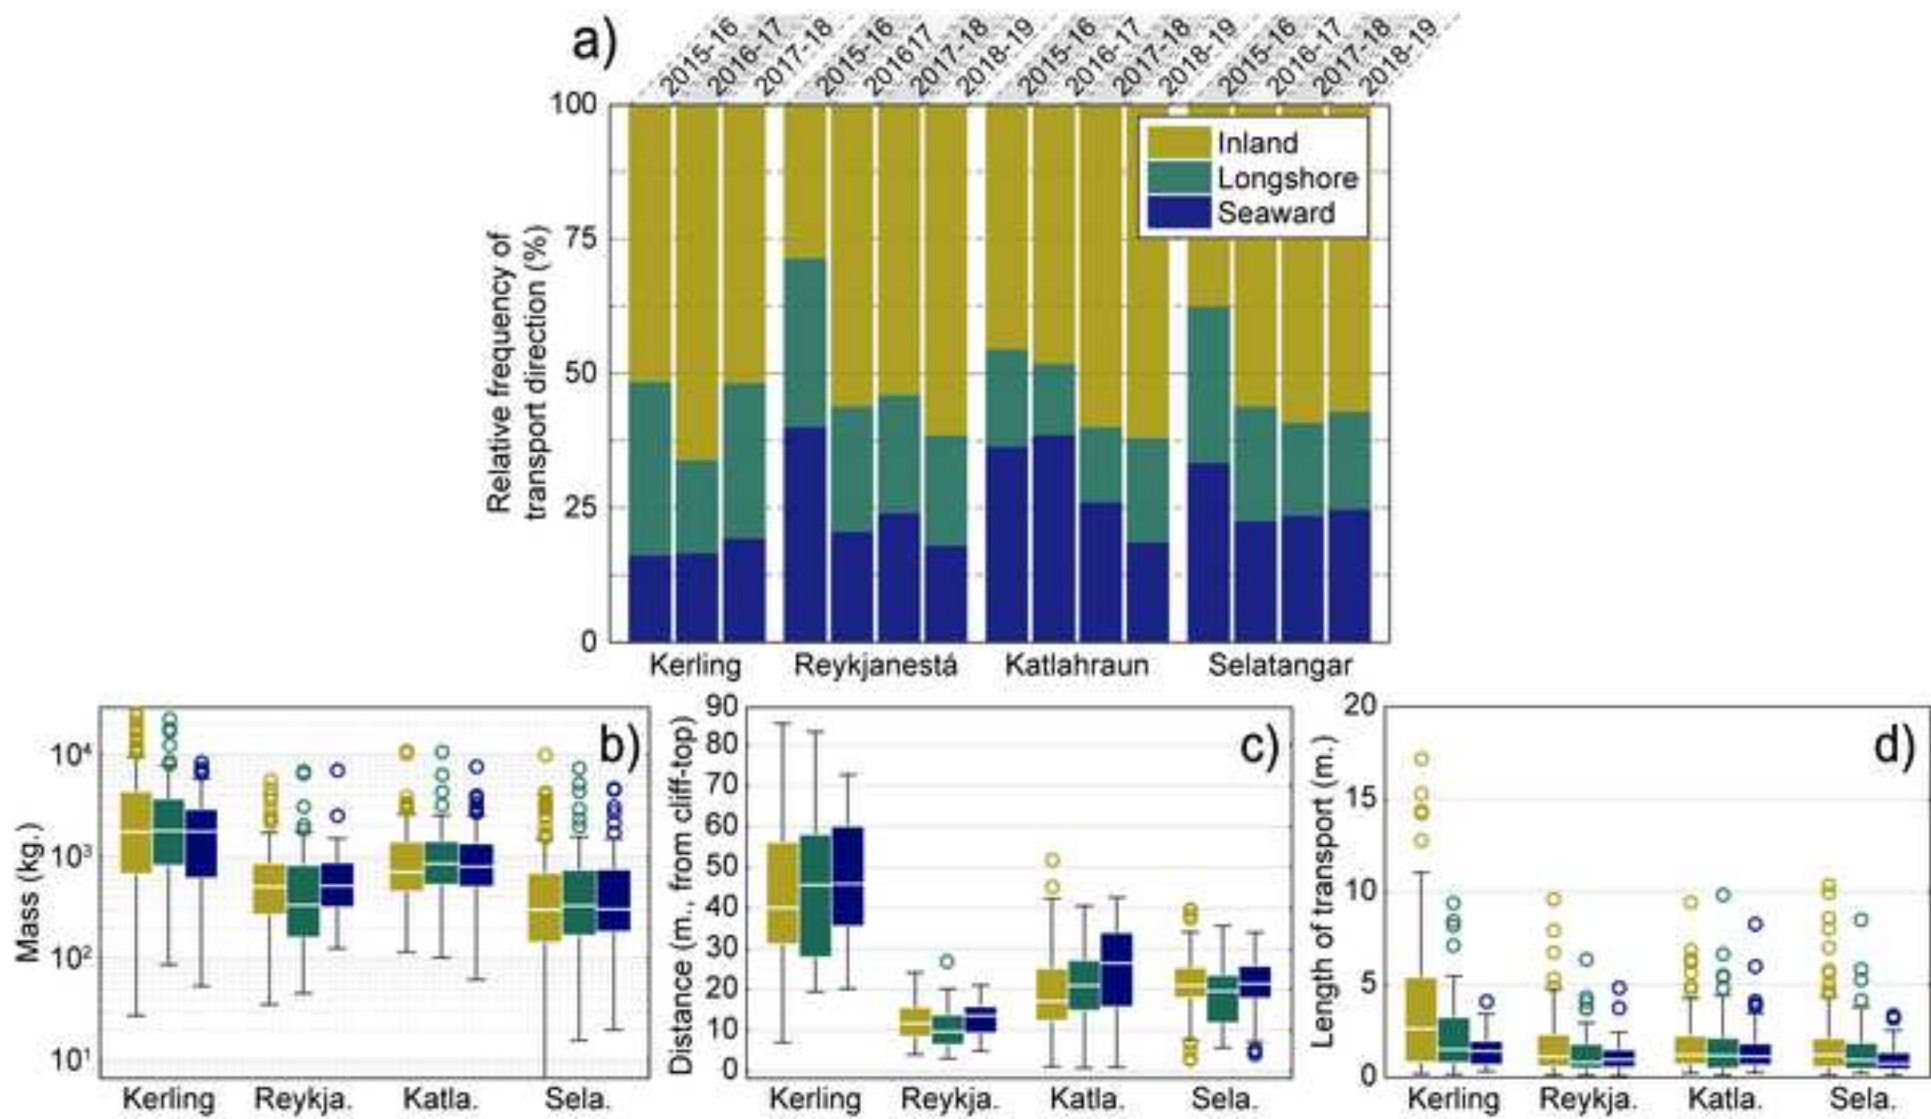 a)
2015-16
2016-17
2017-18
2015-16
201617
2017-18
2018-19
2015-16
2016-17
2017-18
2018-19
2015-16
2016-17
2017-18
2018-19
Relative frequency of
transport direction (%)
100
75
50
25
0
Inland
Longshore
Seaward
Kerling Reykjanestá Katlahraun Selatangar
b)
Mass (kg.)
10⁴
10³
10²
10¹
Kerling Reykja. Katla. Sela.
c)
Distance (m., from cliff-top)
90
80
70
60
50
40
30
20
10
0
Kerling Reykja. Katla. Sela.
d)
Length of transport (m.)
20
15
10
5
0
Kerling Reykja. Katla. Sela.